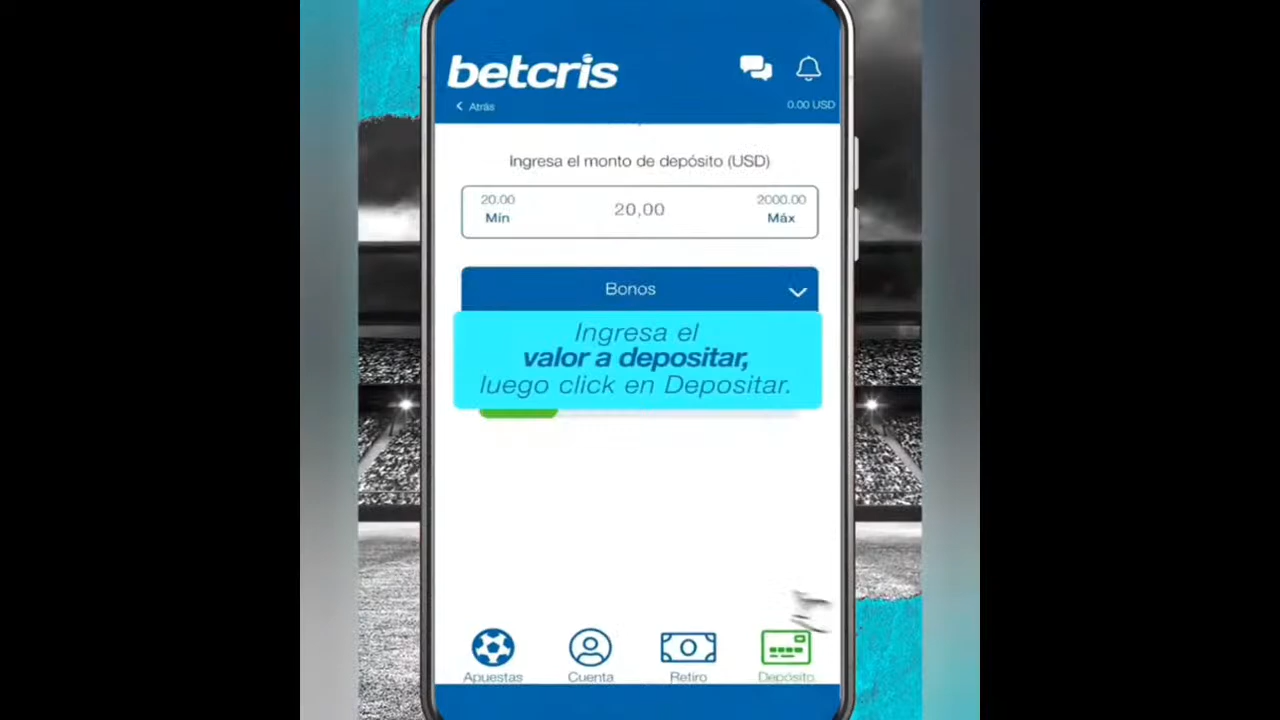 betcris
Atrás
0.00 USD
Ingresa el monto de depósito (USD)
20.00
Mín
20,00
2000.00
Máx
Bonos
Ingresa el
valor a depositar,
luego click en Depositar.
Apuestas
Cuenta
Retiro
Depósito